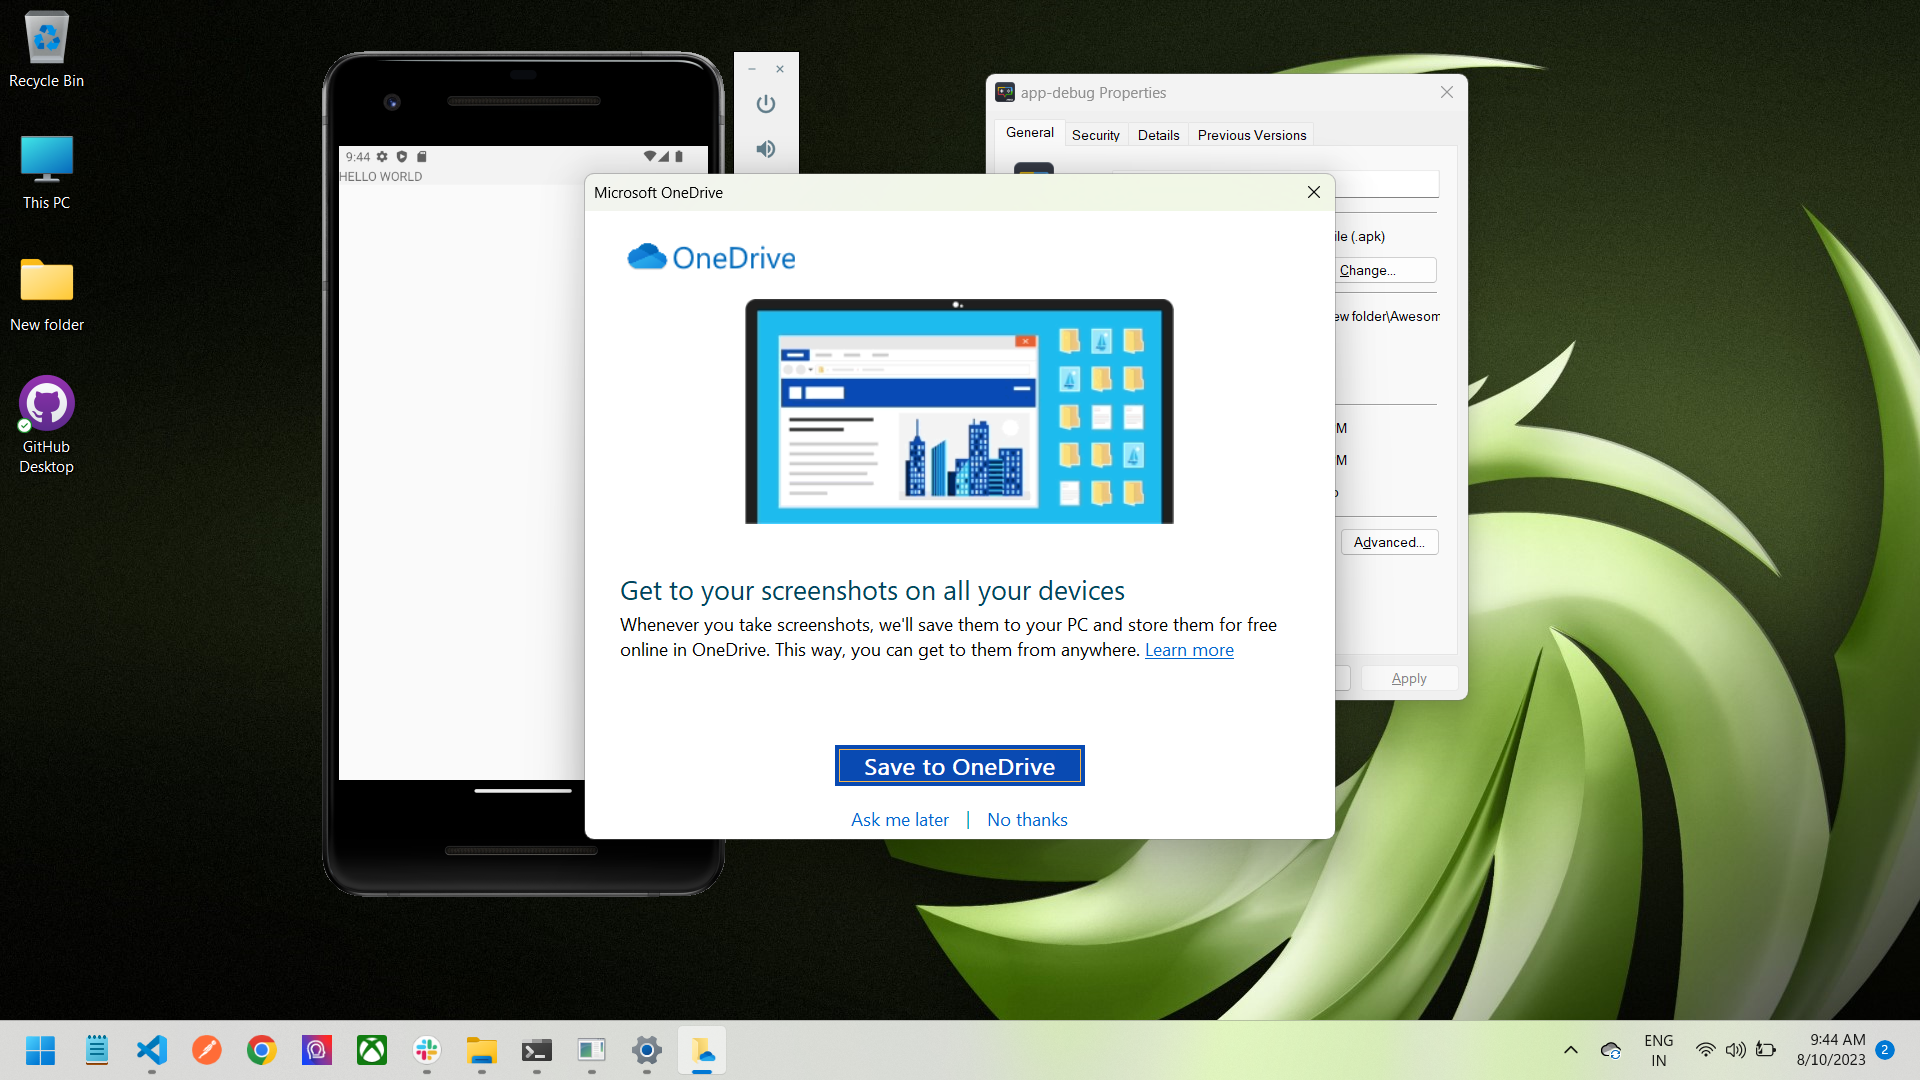 Recycle Bin
This PC
New folder
GitHub
Desktop
9:44
HELLO WORLD
app-debug Properties
General
Security
Details
Previous Versions
ile (.apk)
Change...
ew folder\Awesom
M
M
Advanced...
Apply
Microsoft OneDrive
OneDrive
Get to your screenshots on all your devices
Whenever you take screenshots, we'll save them to your PC and store them for free
online in OneDrive. This way, you can get to them from anywhere. Learn more
Save to OneDrive
Ask me later | No thanks
ENG
IN
9:44 AM
8/10/2023
2